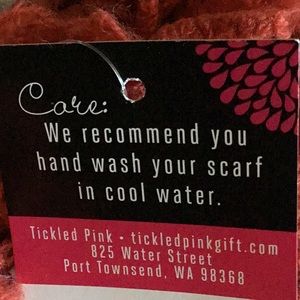 Care:
We recommend you
hand wash your scarf
in cool water.
Tickled Pink • tickledpinkgift.com
825 Water Street
Port Townsend, WA 98368